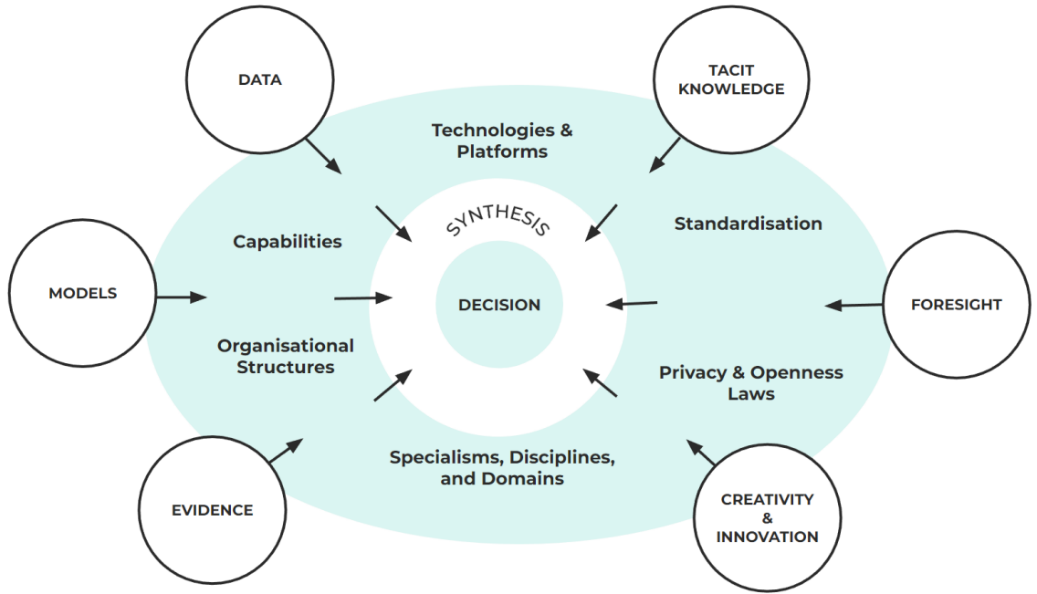 DATA
TACIT
KNOWLEDGE
Technologies &
Platforms
SYNTHESIS
Standardisation
Capabilities
MODELS
DECISION
FORESIGHT
Organisational
Structures
Privacy & Openness
Laws
Specialisms, Disciplines,
and Domains
EVIDENCE
CREATIVITY
&
INNOVATION